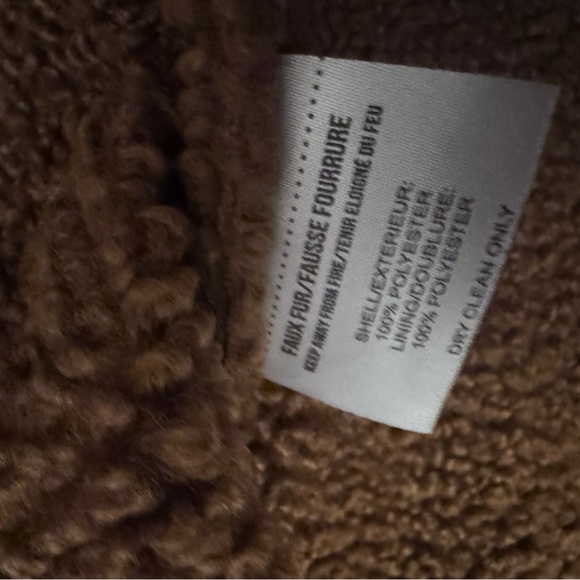 FAUX FUR/FAUSSE FOURRURE
KEEP AWAY FROM FIRE/TENIR ELOIGNÉ DU FEU
SHELL/EXTERIEUR:
100% POLYESTER
LINING/DOUBLURE:
100% POLYESTER
DRY CLEAN ONLY